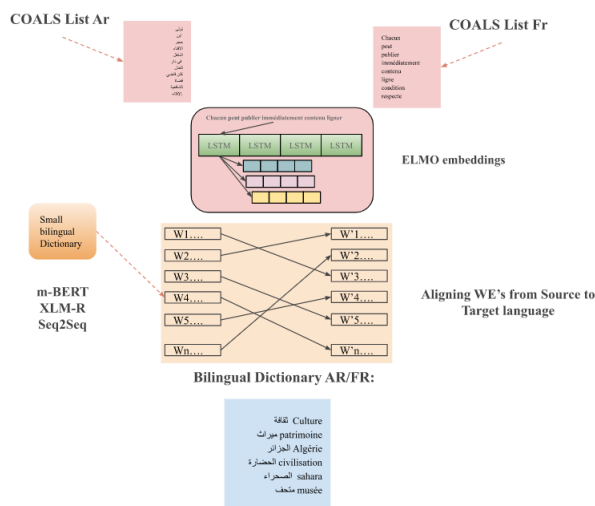 COALS List Ar
COALS List Fr
Chacun
peut
publier
immédiatement
contenu
ligne
condition
respecte
Chacun peut publier immédiatement contenu ligner
LSTM LSTM LSTM LSTM
ELMO embeddings
Small
bilingual
Dictionary
m-BERT
XLM-R
Seq2Seq
W1....
W2....
W3....
W4....
W5....
Wn....
W'1....
W'2....
W'3....
W'4....
W'5....
W'n....
Aligning WE's from Source to
Target language
Bilingual Dictionary AR/FR:
ثقافة Culture
ميراث patrimoine
الجزائر Algérie
الحضارة civilisation
الصحراء sahara
متحف musée